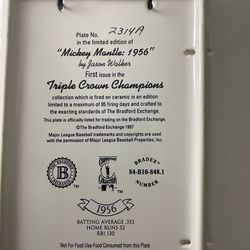 Plate No. 2314A
in the limited edition of
"Mickey Mantle: 1956"
by Jason Walker
First issue in the
Triple Crown Champions
collection which is fired on ceramic in an edition
limited to a maximum of 95 firing days and crafted to the
exacting standards of The Bradford Exchange.
This plate is officially listed for trading on the Bradford Exchange.
©The Bradford Exchange 1997
Major League Baseball trademarks and copyrights are used
with the permission of Major League Baseball Properties, Inc.
BRADEX
84-B10-848.1
NUMBER
1956
BATTING AVERAGE .353
HOME RUNS 52
RBI 130
Not For Food Use-Food Consumed from this Plate